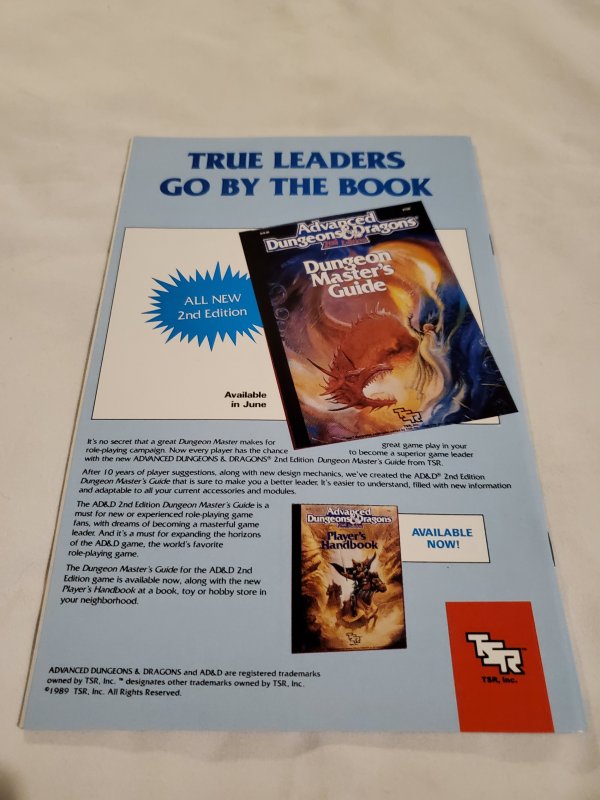 TRUE LEADERS
GO BY THE BOOK
Advanced
Dungeons & Dragons®
2nd Edition
Dungeon
Master's
Guide
TSR
ALL NEW
2nd Edition
Available
in June
It's no secret that a great Dungeon Master makes for great game play in your
role-playing campaign. Now every player has the chance to become a superior game leader
with the new ADVANCED DUNGEONS & DRAGONS® 2nd Edition Dungeon Master's Guide from TSR.
After 10 years of player suggestions, along with new design mechanics, we've created the AD&D® 2nd Edition
Dungeon Master's Guide that is sure to make you a better leader. It's easier to understand, filled with new information
and adaptable to all your current accessories and modules.
The AD&D 2nd Edition Dungeon Master's Guide is a
must for new or experienced role-playing game
fans, with dreams of becoming a masterful game
leader. And it's a must for expanding the horizons
of the AD&D game, the world's favorite
role-playing game.
The Dungeon Master's Guide for the AD&D 2nd
Edition game is available now, along with the new
Player's Handbook at a book, toy or hobby store in
your neighborhood.
Advanced
Dungeons & Dragons
Player's
Handbook
TSR
AVAILABLE
NOW!
TSR™
TSR, Inc.
ADVANCED DUNGEONS & DRAGONS and AD&D are registered trademarks
owned by TSR, Inc. ™ designates other trademarks owned by TSR, Inc.
©1989 TSR, Inc. All Rights Reserved.